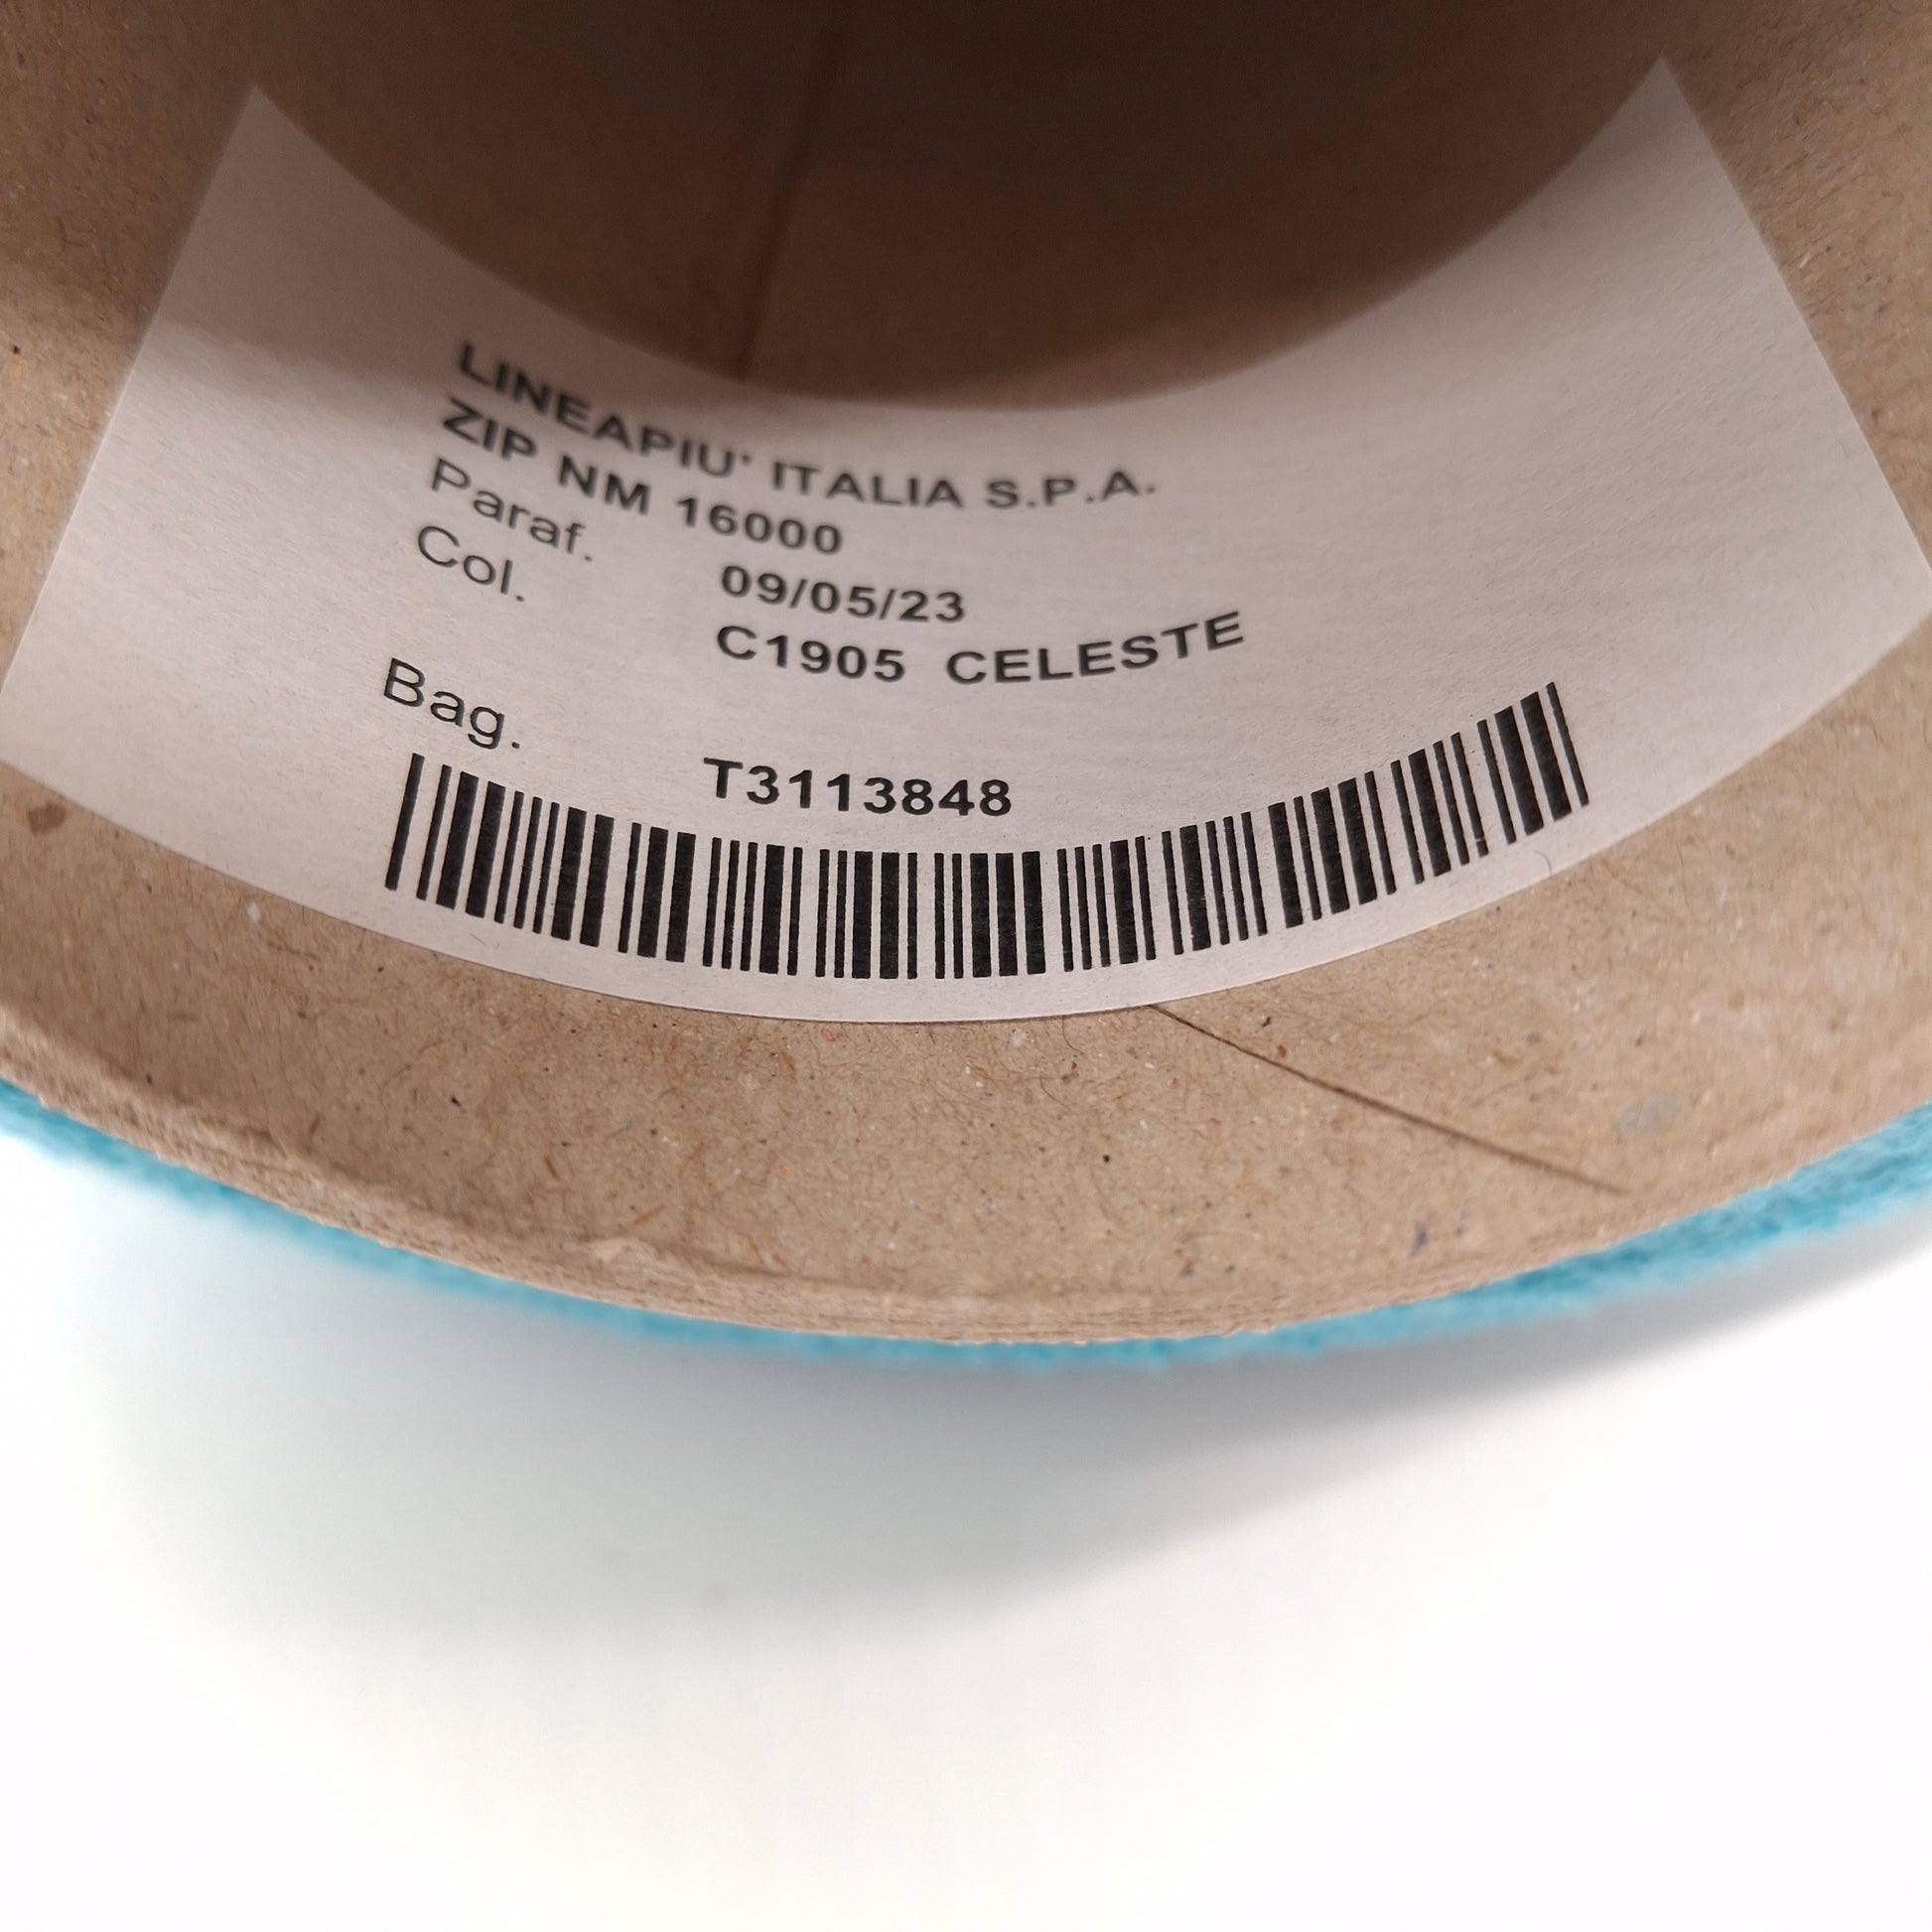 LINEAPIU' ITALIA S.P.A.
ZIP NM 16000
Paraf. 09/05/23
Col. C1905 CELESTE
Bag. T3113848